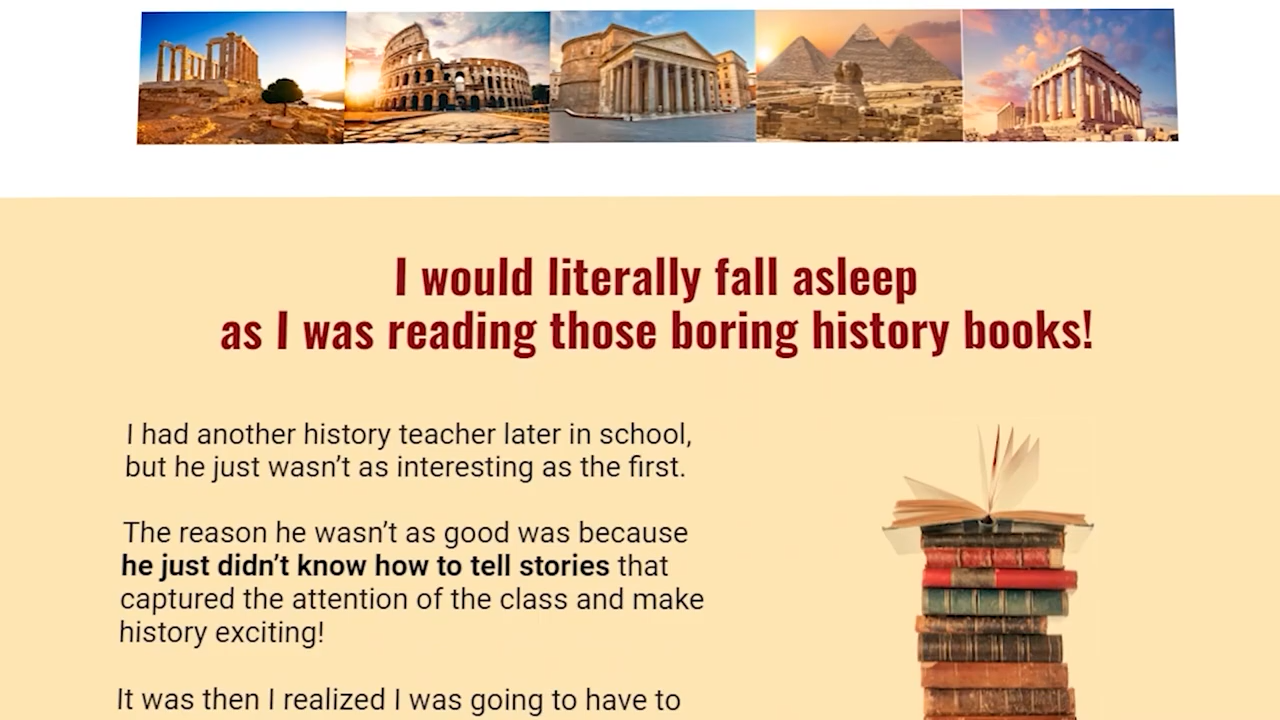 I would literally fall asleep
as I was reading those boring history books!
I had another history teacher later in school,
but he just wasn’t as interesting as the first.
The reason he wasn’t as good was because
he just didn’t know how to tell stories that
captured the attention of the class and make
history exciting!
It was then I realized I was going to have to